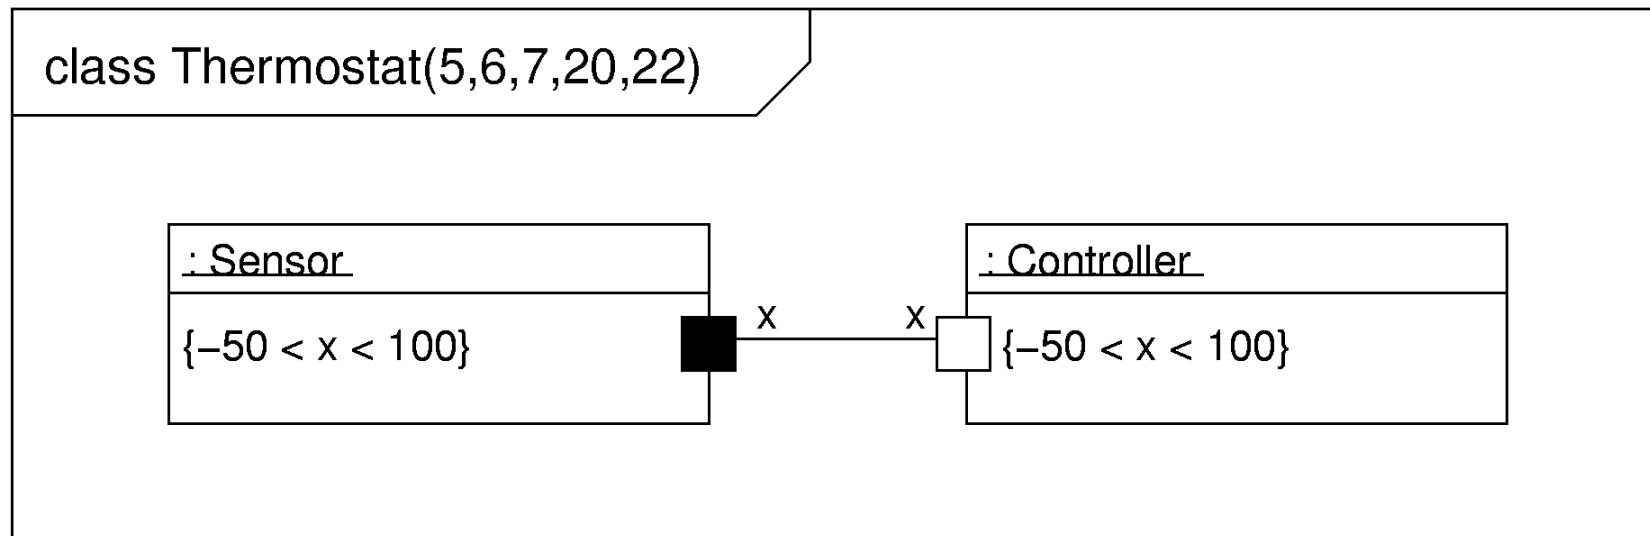 class Thermostat(5,6,7,20,22)
: Sensor
: Controller
x
x
{−50 < x < 100}
{−50 < x < 100}